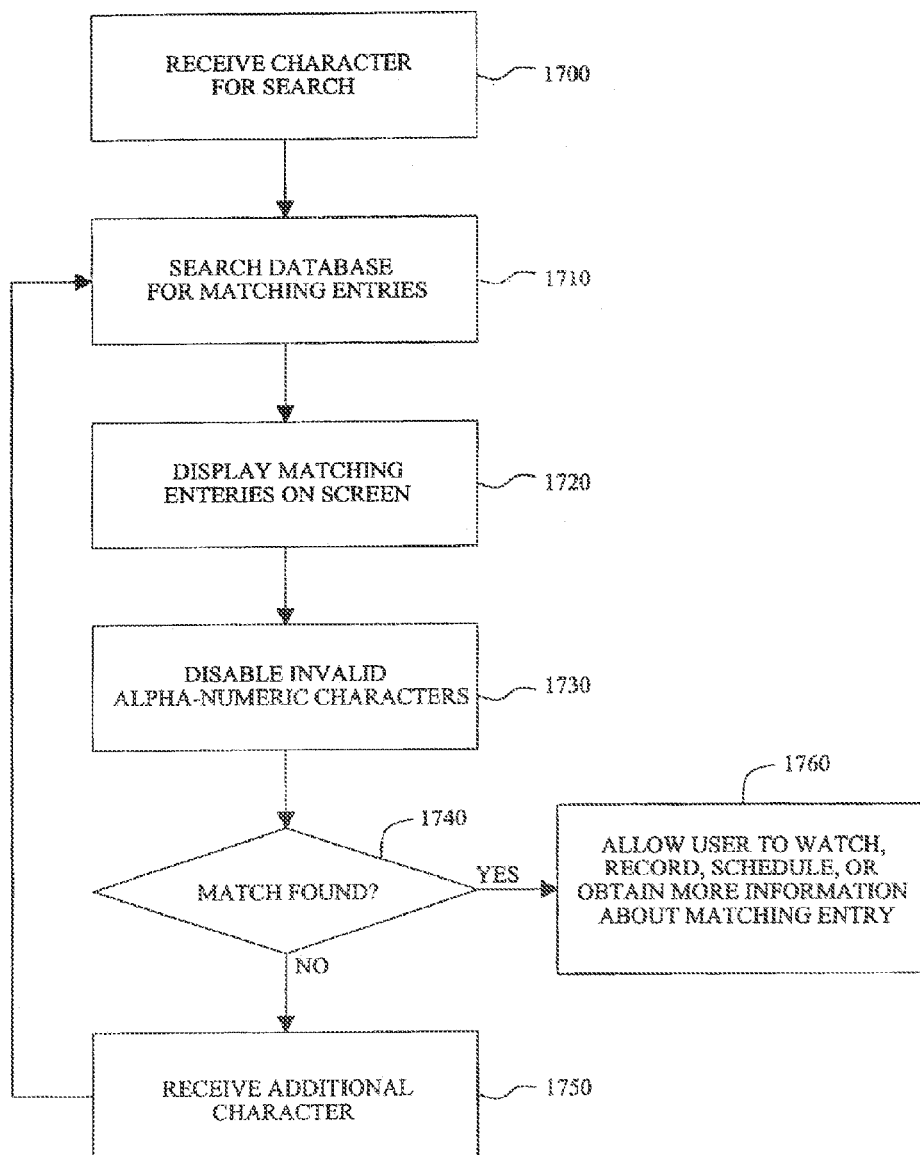 RECEIVE CHARACTER
FOR SEARCH
1700
SEARCH DATABASE
FOR MATCHING ENTRIES
1710
DISPLAY MATCHING
ENTERIES ON SCREEN
1720
DISABLE INVALID
ALPHA-NUMERIC CHARACTERS
1730
1740
MATCH FOUND?
YES
NO
1760
ALLOW USER TO WATCH,
RECORD, SCHEDULE, OR
OBTAIN MORE INFORMATION
ABOUT MATCHING ENTRY
RECEIVE ADDITIONAL
CHARACTER
1750